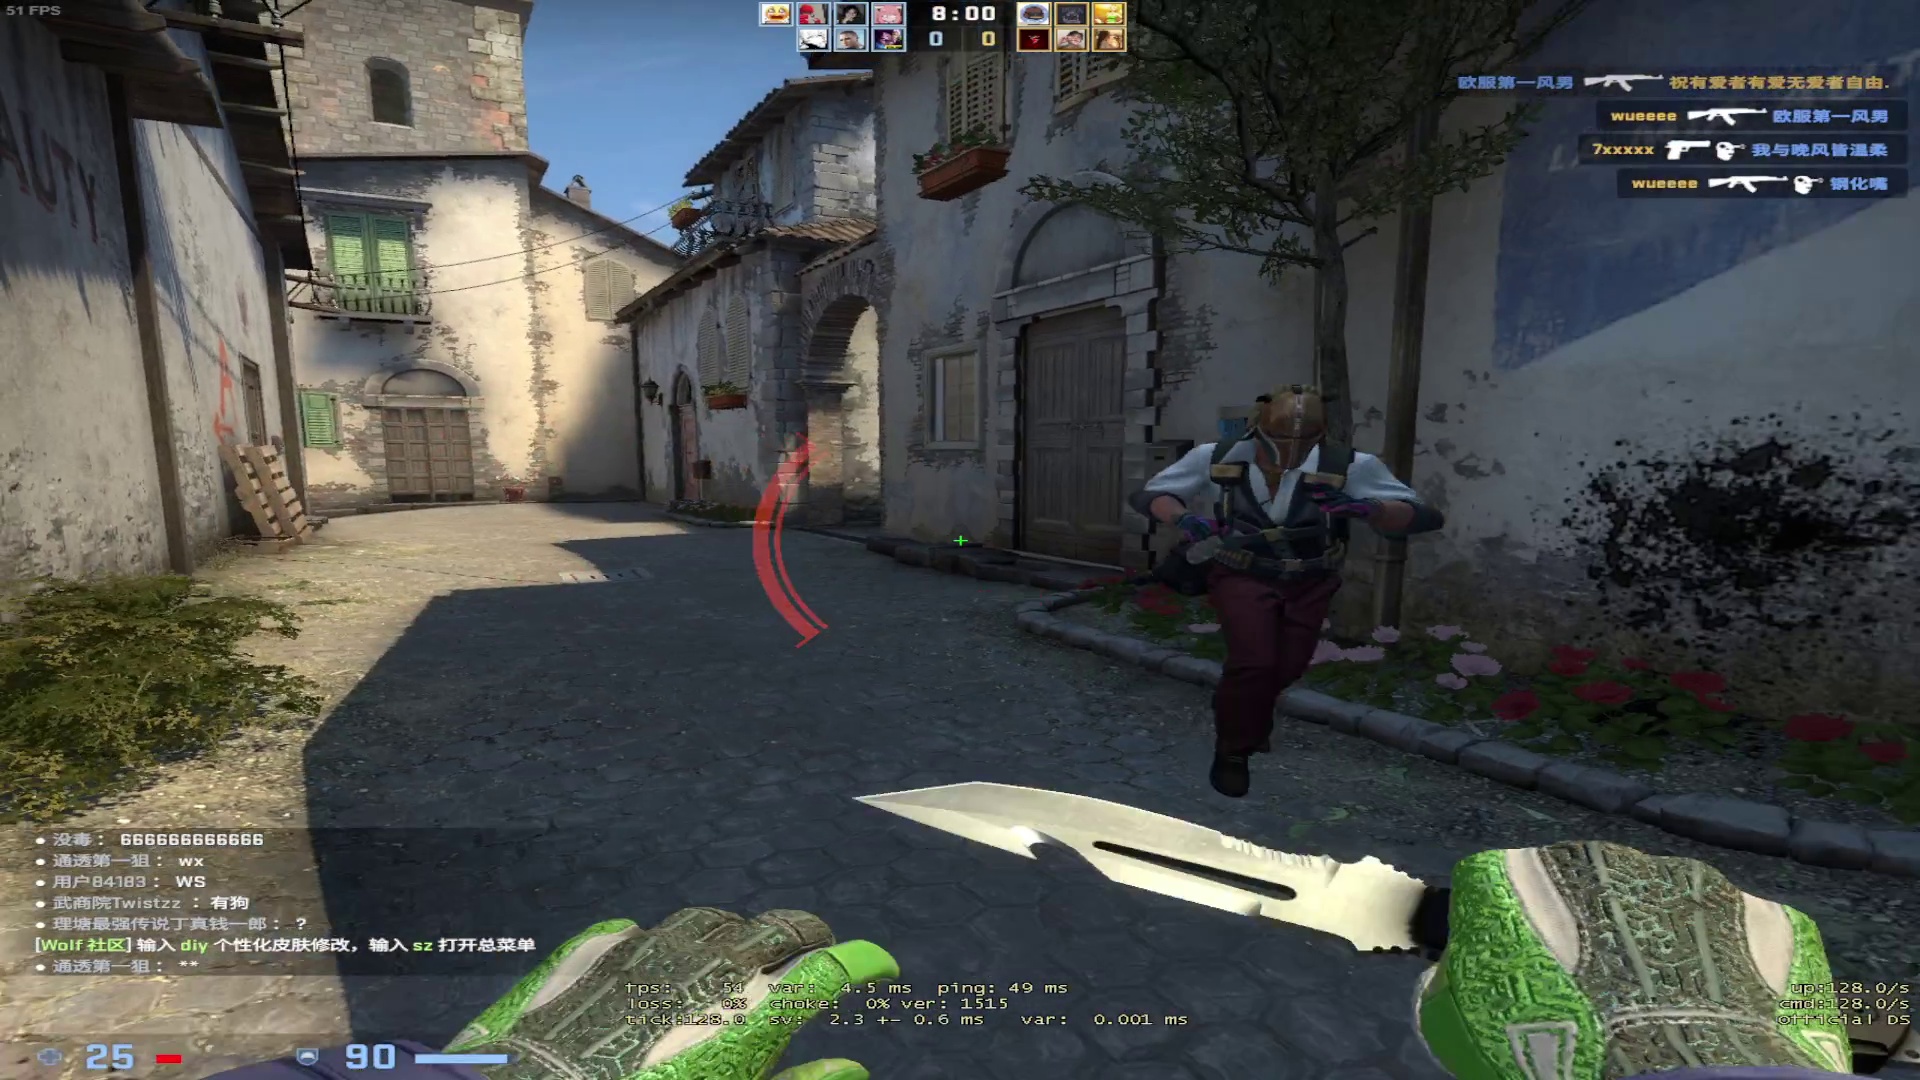 51 FPS
8:00
0 0
欧服第一风男 祝有爱者有爱无爱者自由.
wueeee 欧服第一风男
7xxxxx 我与晚风皆温柔
wueeee 钢化嘴
AUTY
• 没毒： 666666666666
• 通透第一狙： wx
• 用户84183： WS
• 武商院Twistzz ： 有狗
• 理塘最强传说丁真钱一郎： ?
[Wolf 社区] 输入 diy 个性化皮肤修改，输入 sz 打开总菜单
• 通透第一狙： **
fps: 54 var: 4.5 ms ping: 49 ms
loss: 0% choke: 0% ver: 1515
tick:128.0 sv: 2.3 +- 0.6 ms var: 0.001 ms
up:128.0/s
cmd:128.0/s
official DS
25 90